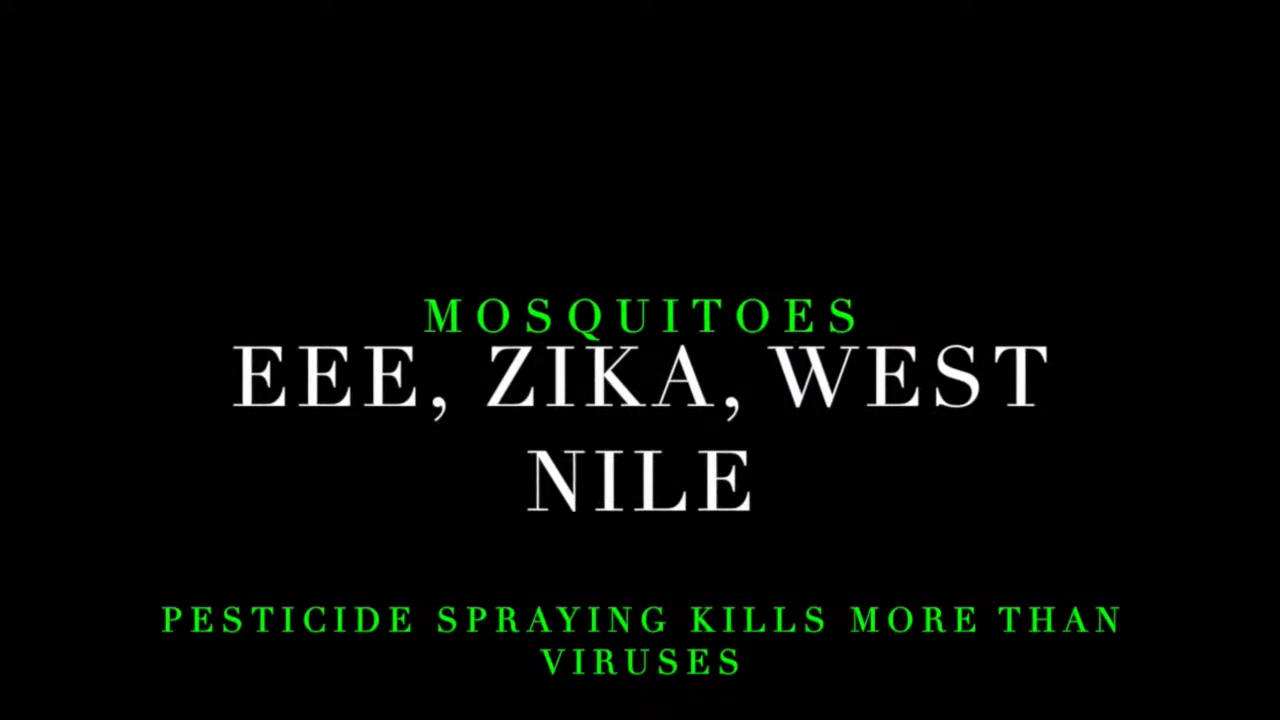 MOSQUITOES
EEE, ZIKA, WEST
NILE
PESTICIDE SPRAYING KILLS MORE THAN
VIRUSES